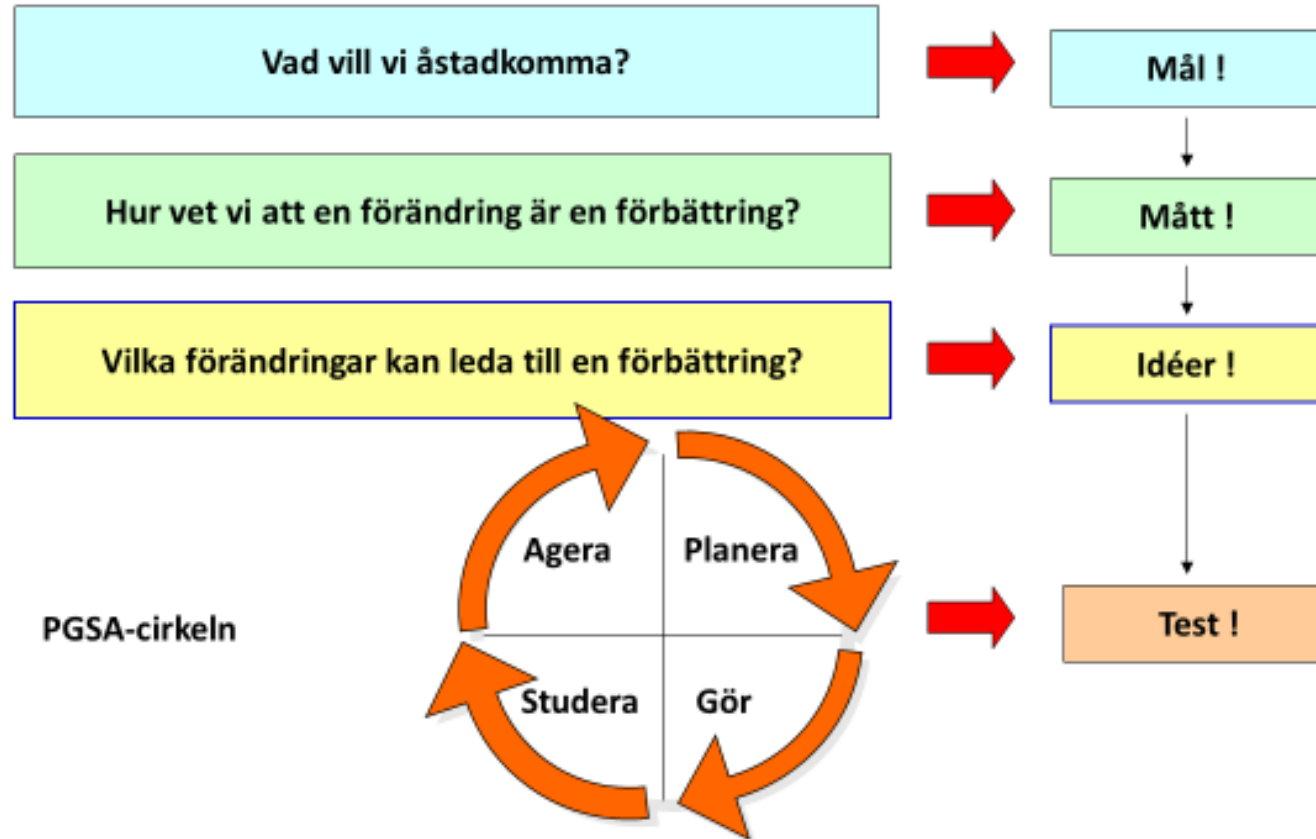 Vad vill vi åstadkomma?
Mål !
Hur vet vi att en förändring är en förbättring?
Mått !
Vilka förändringar kan leda till en förbättring?
Idéer !
Agera
Planera
PGSA-cirkeln
Test !
Studera
Gör